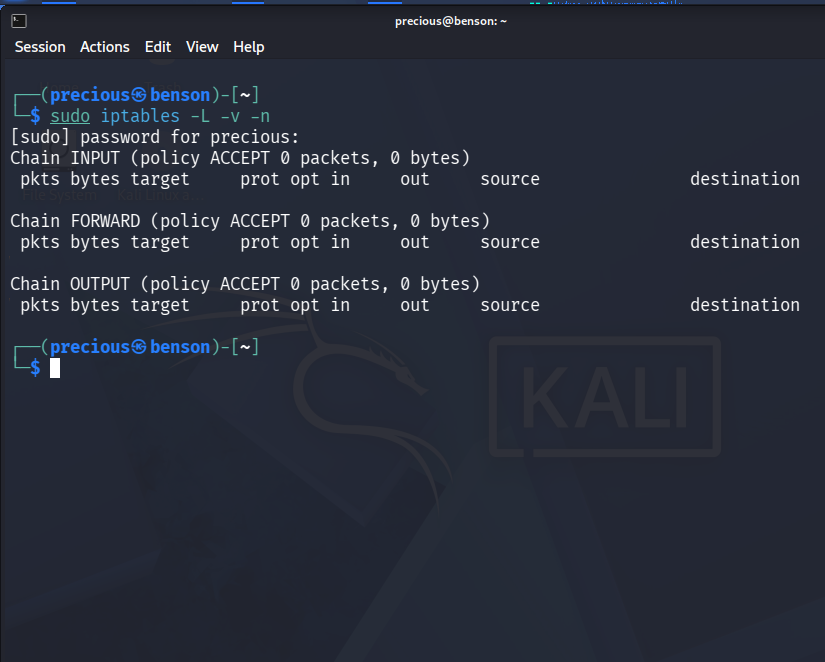 precious@benson: ~
Session Actions Edit View Help
┌──(precious㉿benson)-[~]
└─$ sudo iptables -L -v -n
[sudo] password for precious:
Chain INPUT (policy ACCEPT 0 packets, 0 bytes)
 pkts bytes target     prot opt in     out     source               destination

Chain FORWARD (policy ACCEPT 0 packets, 0 bytes)
 pkts bytes target     prot opt in     out     source               destination

Chain OUTPUT (policy ACCEPT 0 packets, 0 bytes)
 pkts bytes target     prot opt in     out     source               destination

┌──(precious㉿benson)-[~]
└─$
KALI